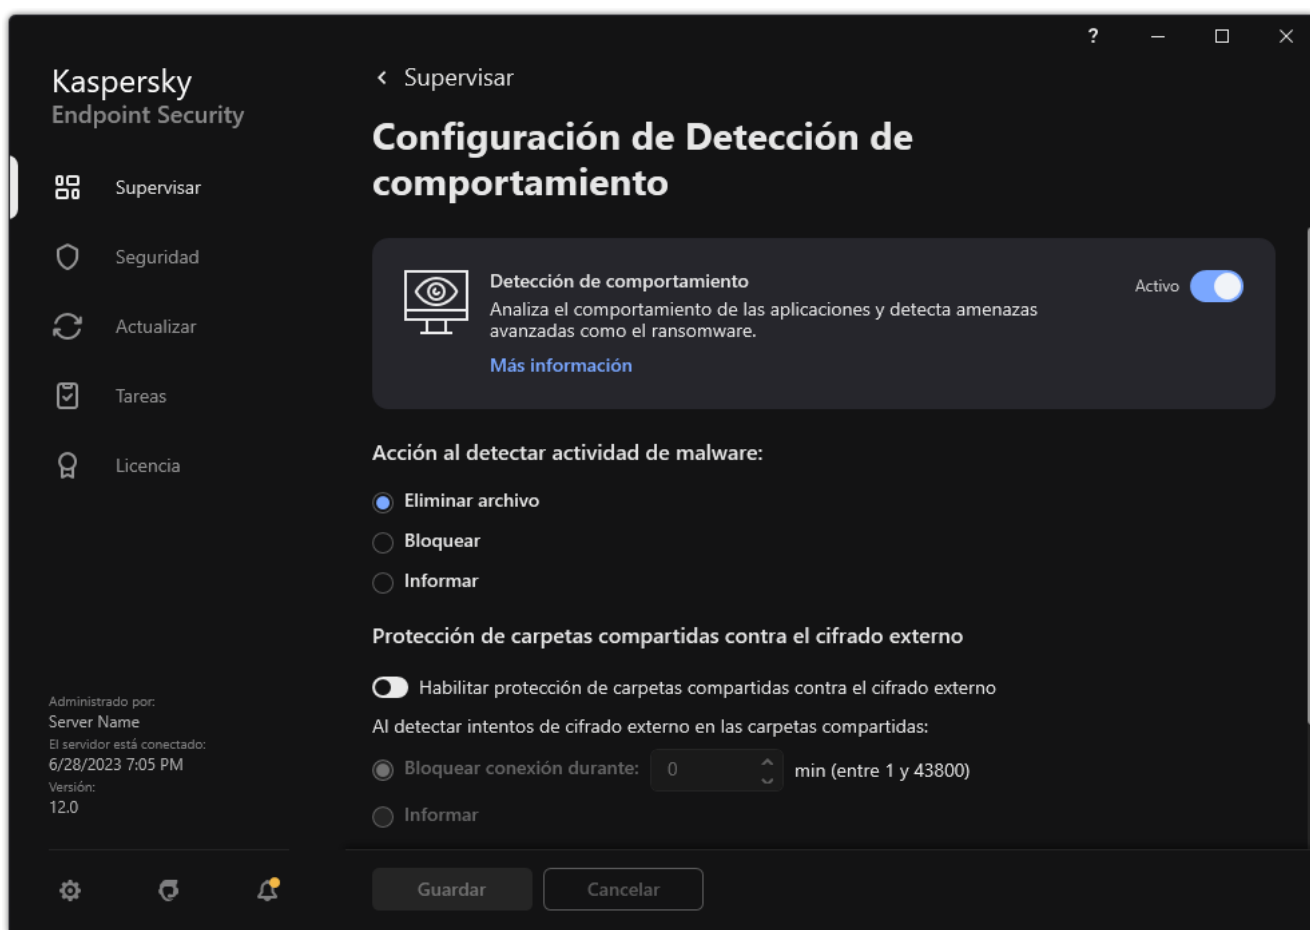 ?
Kaspersky
Endpoint Security
Supervisar
Seguridad
Actualizar
Tareas
Licencia
Administrado por:
Server Name
El servidor está conectado:
6/28/2023 7:05 PM
Versión:
12.0
Supervisar
Configuración de Detección de
comportamiento
Detección de comportamiento
Activo
Analiza el comportamiento de las aplicaciones y detecta amenazas
avanzadas como el ransomware.
Más información
Acción al detectar actividad de malware:
Eliminar archivo
Bloquear
Informar
Protección de carpetas compartidas contra el cifrado externo
Habilitar protección de carpetas compartidas contra el cifrado externo
Al detectar intentos de cifrado externo en las carpetas compartidas:
Bloquear conexión durante: 0 min (entre 1 y 43800)
Informar
Guardar Cancelar